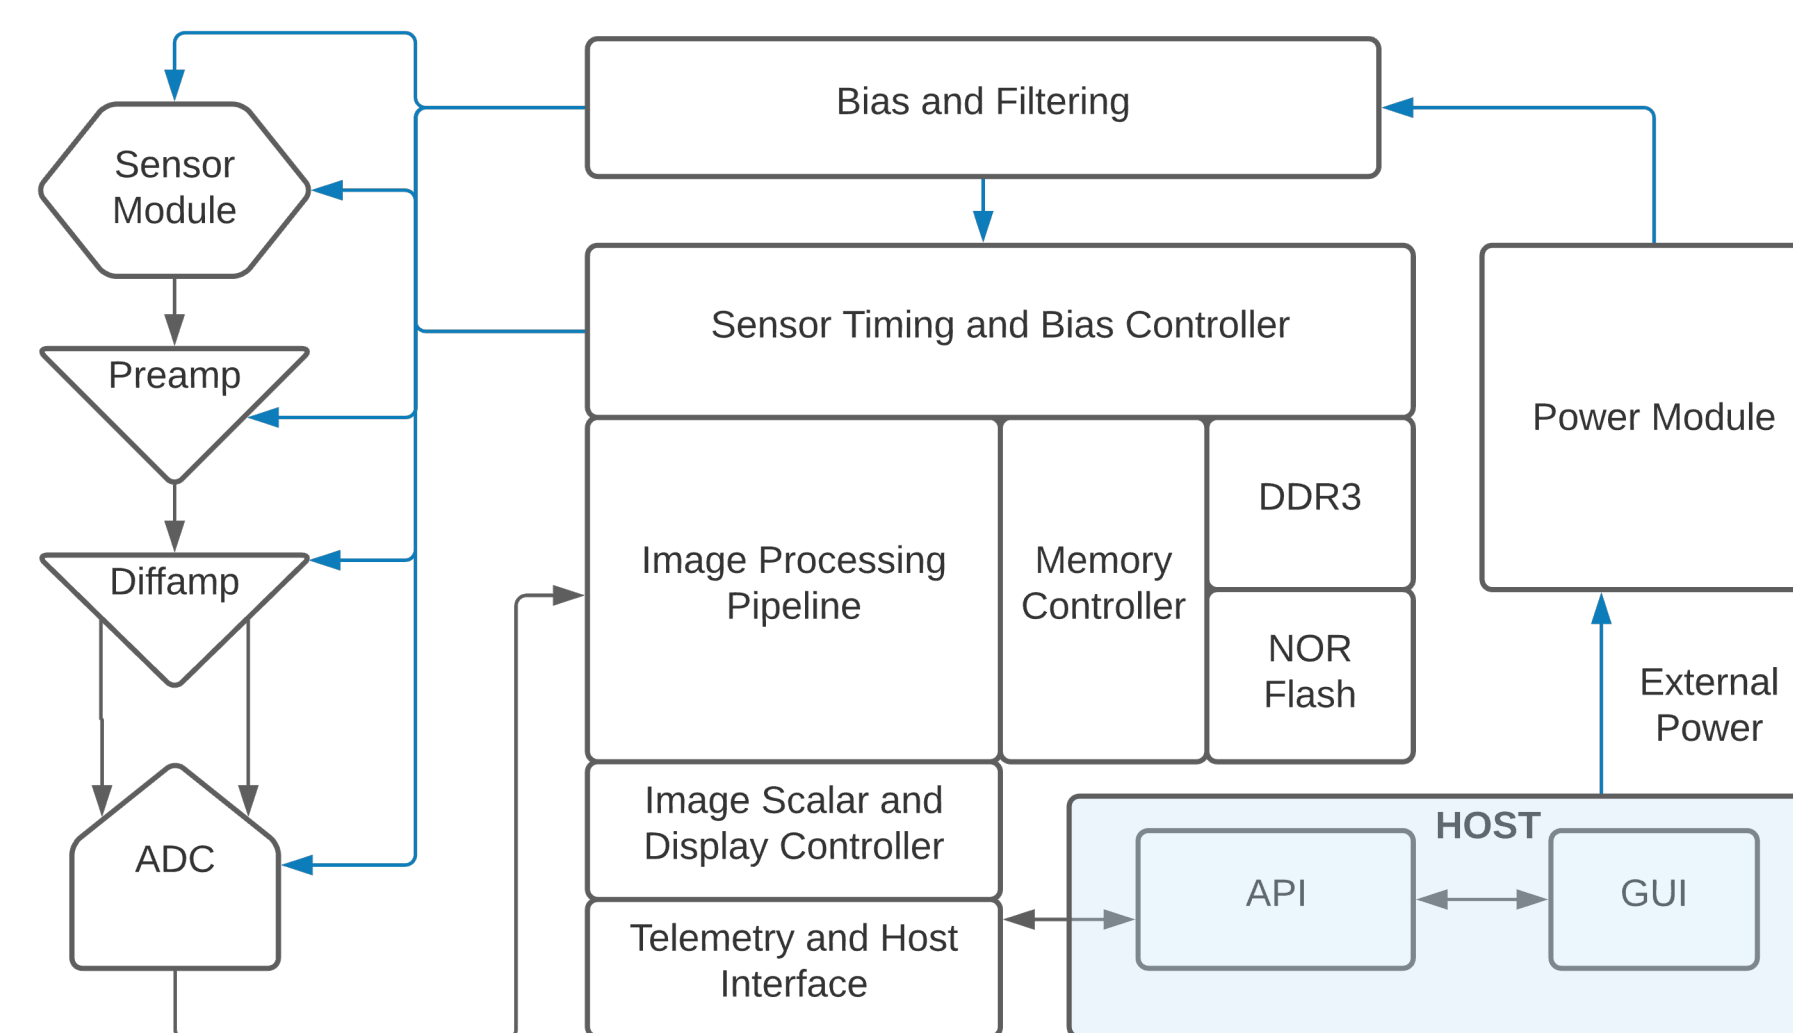 Bias and Filtering
Sensor
Module
Sensor Timing and Bias Controller
Preamp
Power Module
DDR3
Image Processing
Pipeline
Memory
Controller
Diffamp
NOR
Flash
External
Power
Image Scalar and
Display Controller
HOST
ADC
API
GUI
Telemetry and Host
Interface